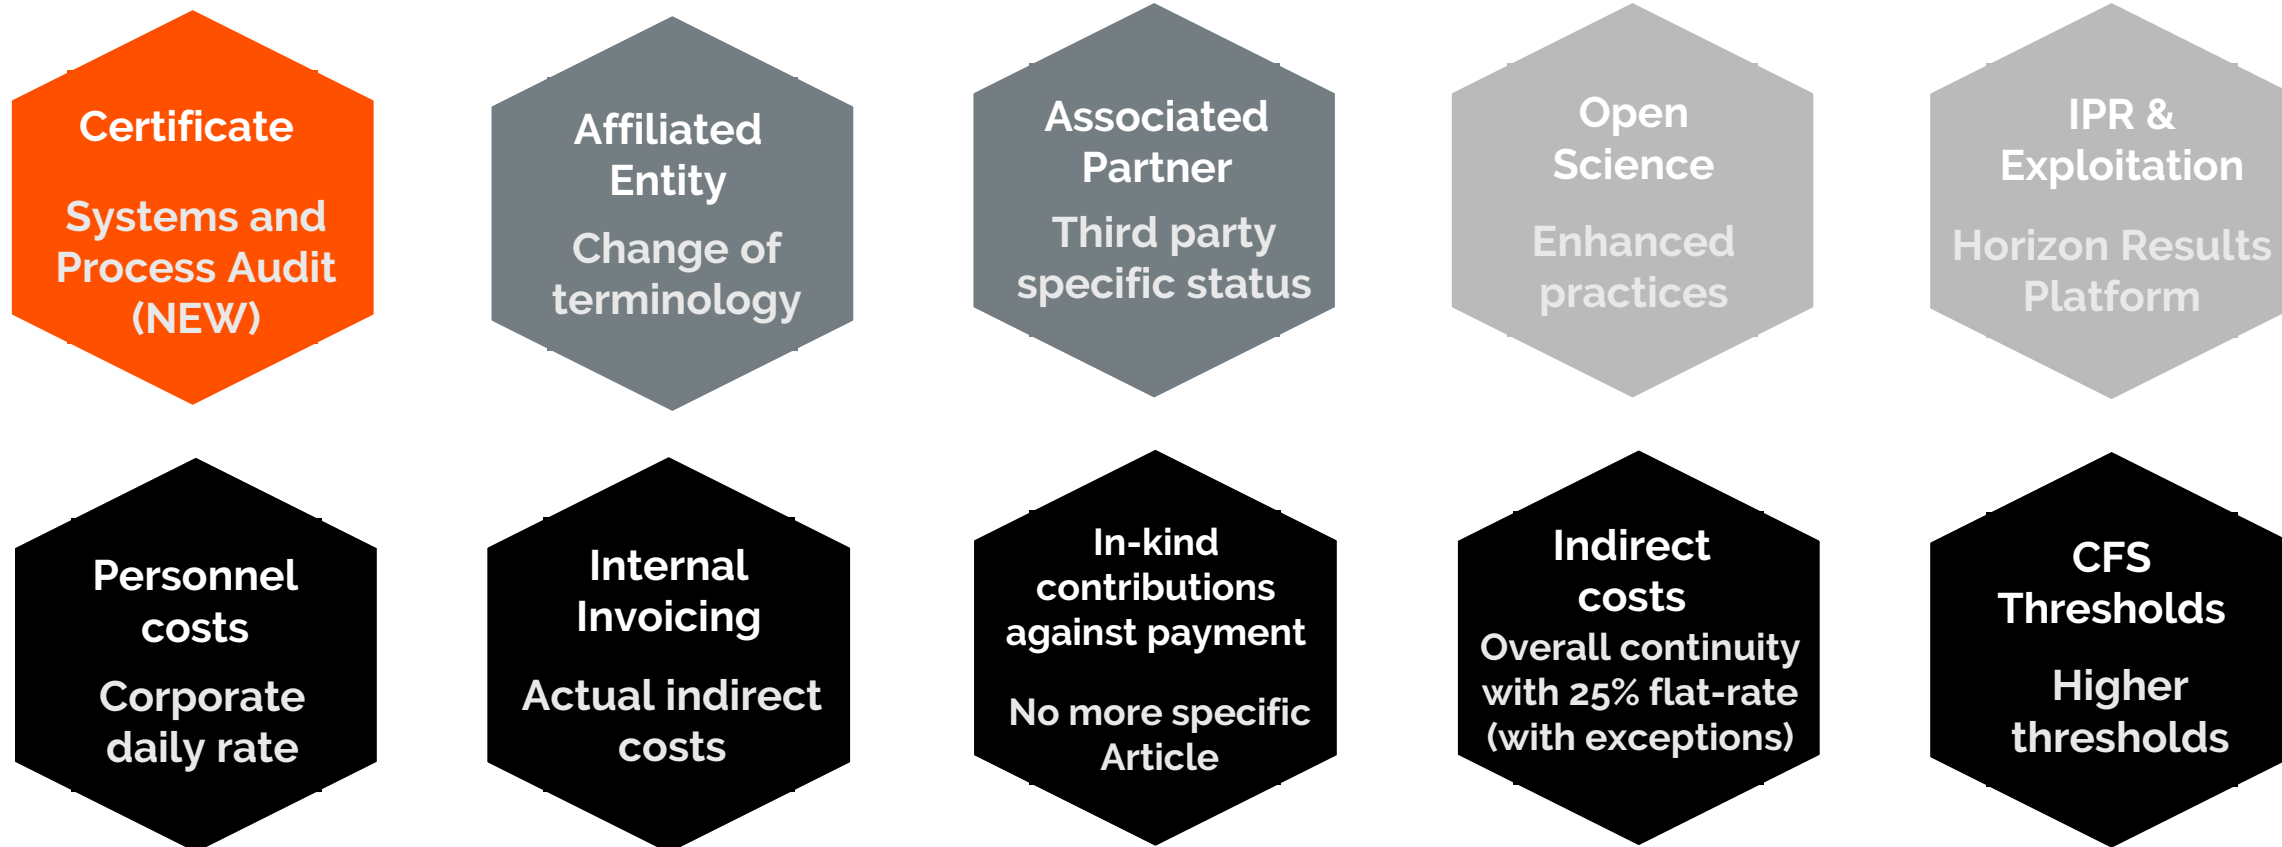 Certificate
Systems and
Process Audit
(NEW)
Affiliated
Entity
Change of
terminology
Associated
Partner
Third party
specific status
Open
Science
Enhanced
practices
IPR &
Exploitation
Horizon Results
Platform
Personnel
costs
Corporate
daily rate
Internal
Invoicing
Actual indirect
costs
In-kind
contributions
against payment
No more specific
Article
Indirect
costs
Overall continuity
with 25% flat-rate
(with exceptions)
CFS
Thresholds
Higher
thresholds